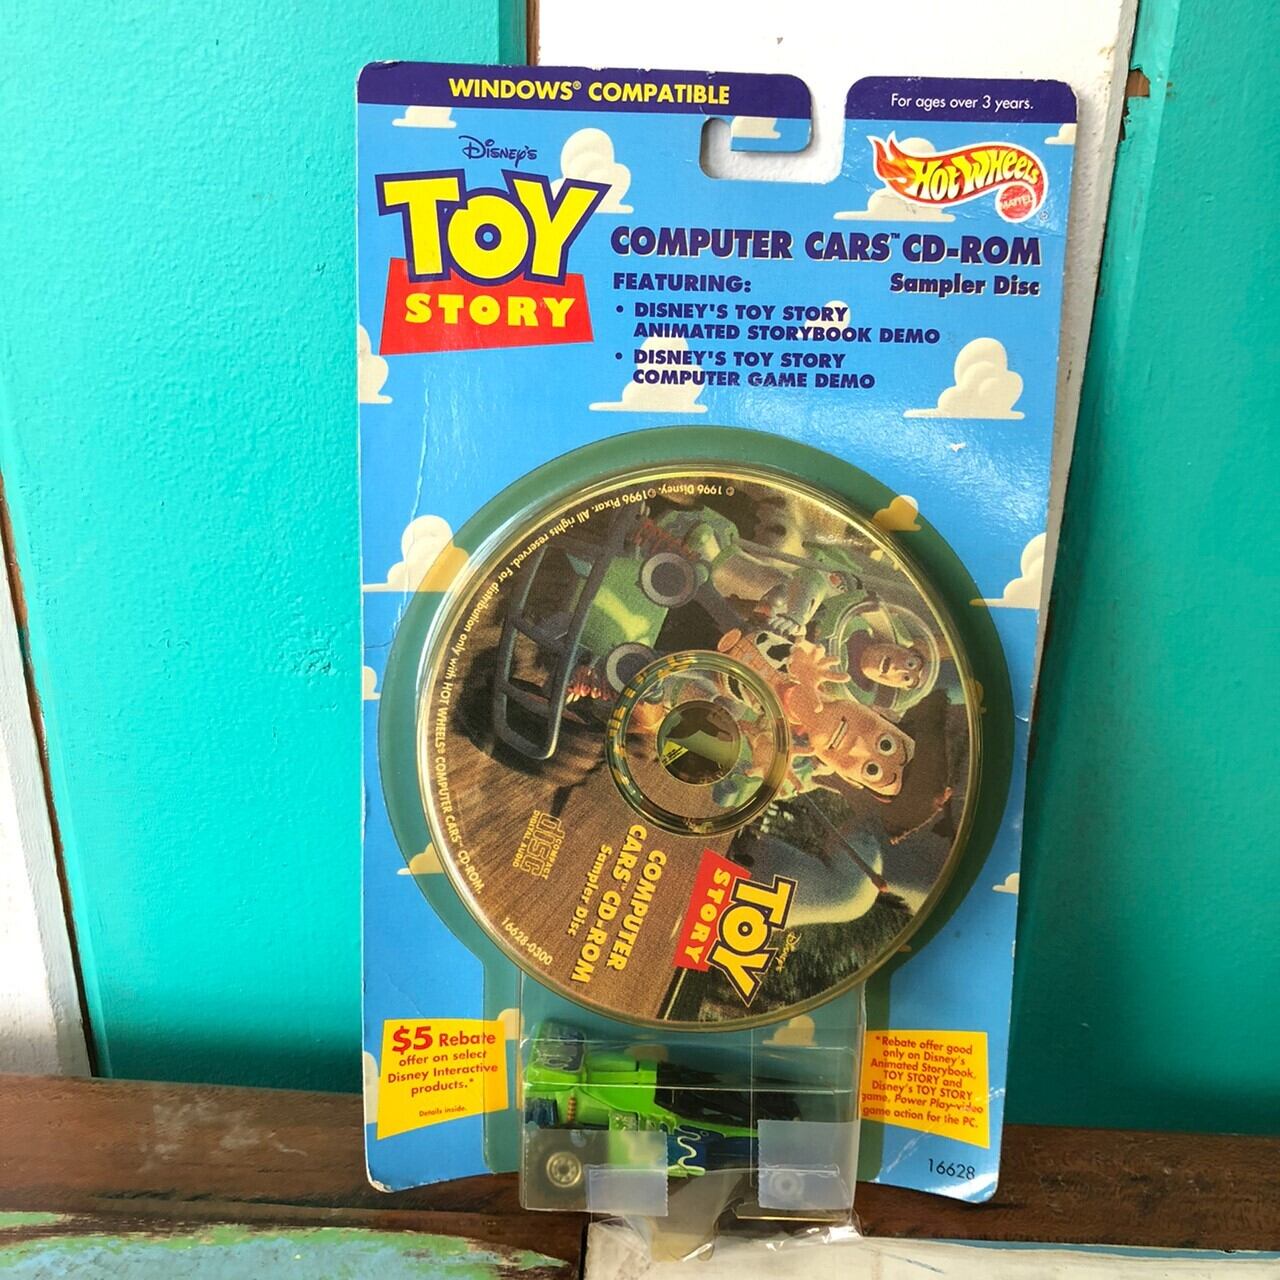 WINDOWS® COMPATIBLE
For ages over 3 years.
Disney's
TOY
STORY
HOT WHEELS
MATTEL
®
COMPUTER CARS™ CD-ROM
Sampler Disc
FEATURING:
• DISNEY'S TOY STORY
ANIMATED STORYBOOK DEMO
• DISNEY'S TOY STORY
COMPUTER GAME DEMO
© 1996 Disney. © 1996 Pixar. All rights reserved. For distribution only with HOT WHEELS® COMPUTER CARS™ CD-ROM.
COMPACT
disc
DIGITAL AUDIO
COMPUTER
CARS™ CD-ROM
Sampler Disc
16628-0300
Disney's
TOY
STORY
$5 Rebate
offer on select
Disney Interactive
products.*
Details inside.
*Rebate offer good
only on Disney's
Animated Storybook,
TOY STORY and
Disney's TOY STORY
game, Power Play video
game action for the PC.
16628